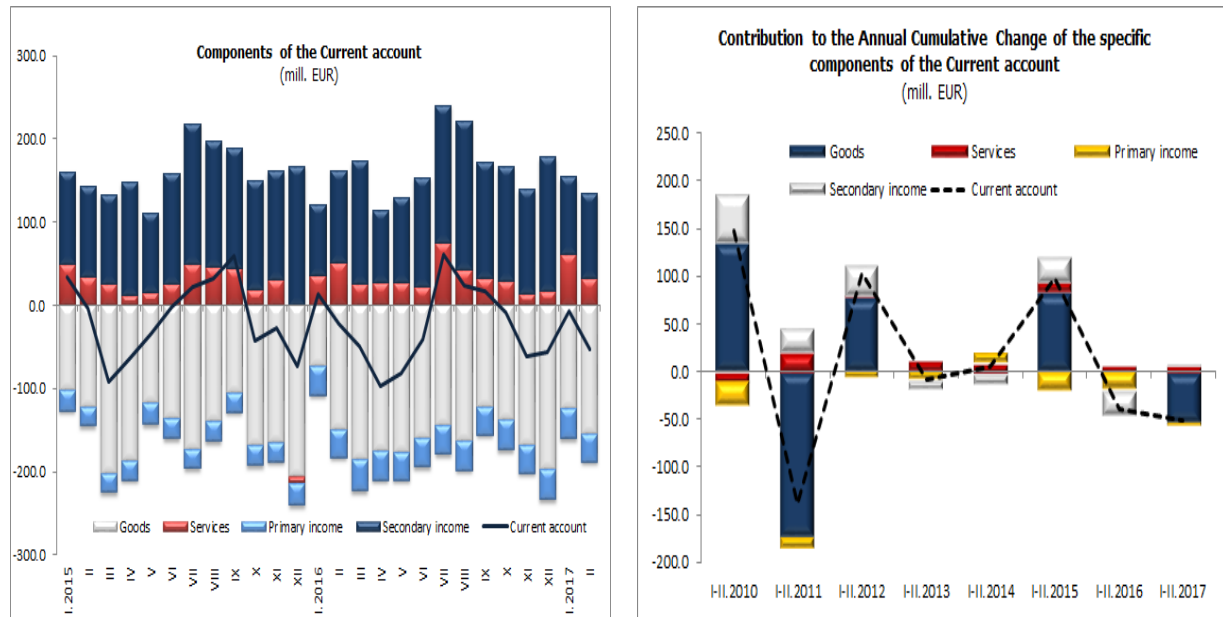 Components of the Current account
(mill. EUR)
300.0
200.0
100.0
0.0
-100.0
-200.0
-300.0
Goods Services Primary income Secondary income Current account
I.2015 II III IV V VI VII VIII IX X XI XII I.2016 II III IV V VI VII VIII IX X XI XII I.2017 II
Contribution to the Annual Cumulative Change of the specific
components of the Current account
(mill. EUR)
250.0
200.0
150.0
100.0
50.0
0.0
-50.0
-100.0
-150.0
-200.0
Goods Services Primary income
Secondary income Current account
I-II.2010 I-II.2011 I-II.2012 I-II.2013 I-II.2014 I-II.2015 I-II.2016 I-II.2017